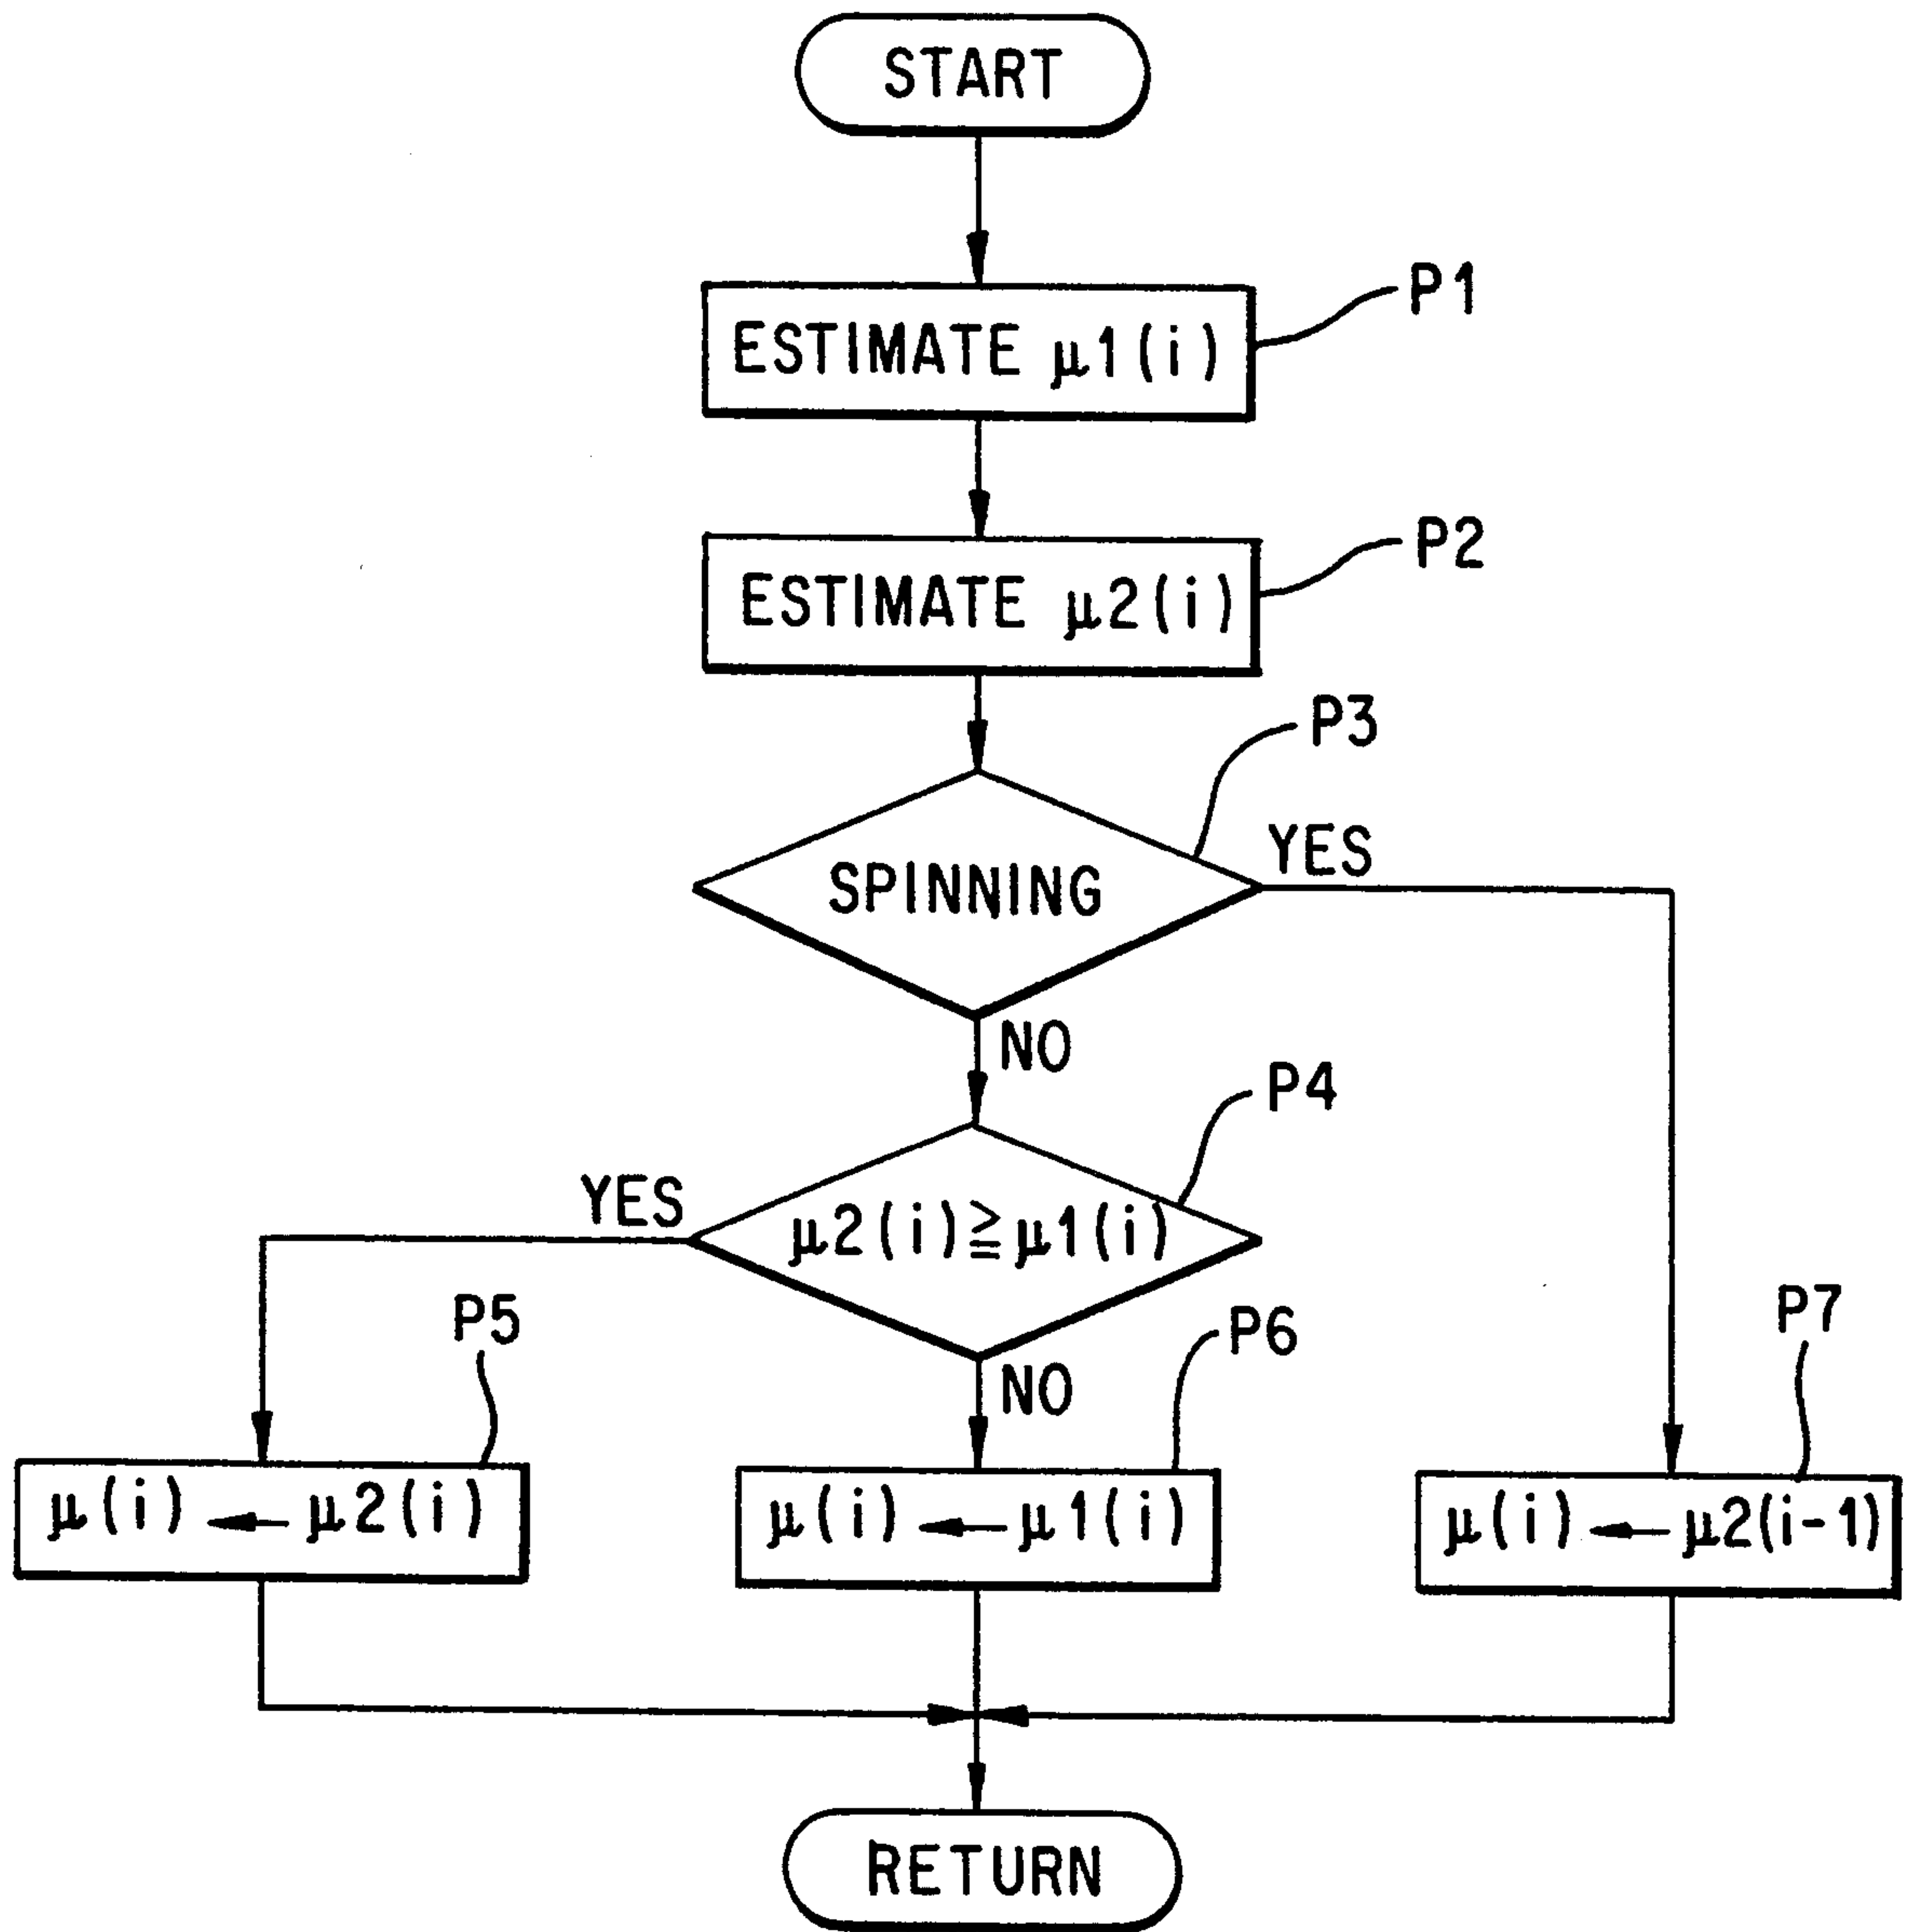 START
P1
ESTIMATE μ1(i)
P2
ESTIMATE μ2(i)
P3
YES
SPINNING
NO
P4
YES
μ2(i)≧μ1(i)
P5
P6
P7
NO
μ(i) ← μ2(i)
μ(i) ← μ1(i)
μ(i) ← μ2(i-1)
RETURN